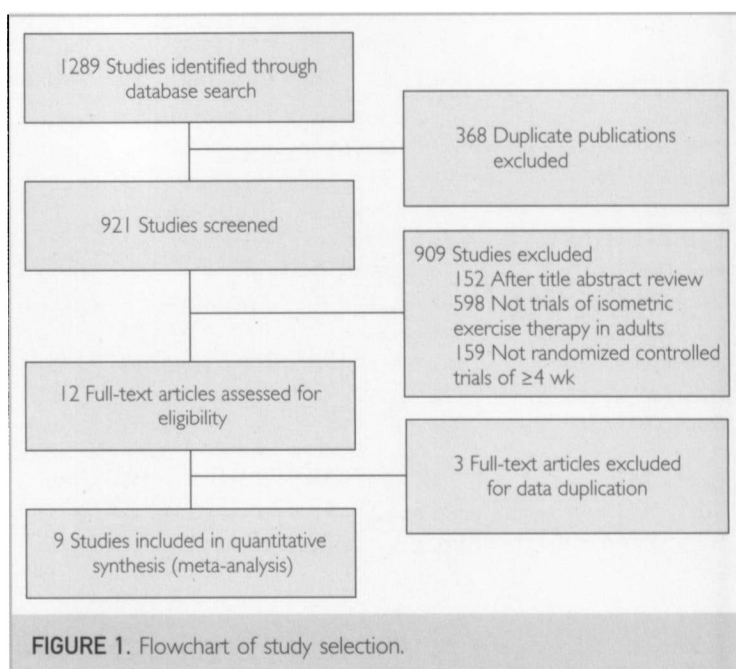 1289 Studies identified through
database search
368 Duplicate publications
excluded
921 Studies screened
909 Studies excluded
152 After title abstract review
598 Not trials of isometric
exercise therapy in adults
159 Not randomized controlled
trials of ≥4 wk
12 Full-text articles assessed for
eligibility
3 Full-text articles excluded
for data duplication
9 Studies included in quantitative
synthesis (meta-analysis)
FIGURE 1. Flowchart of study selection.